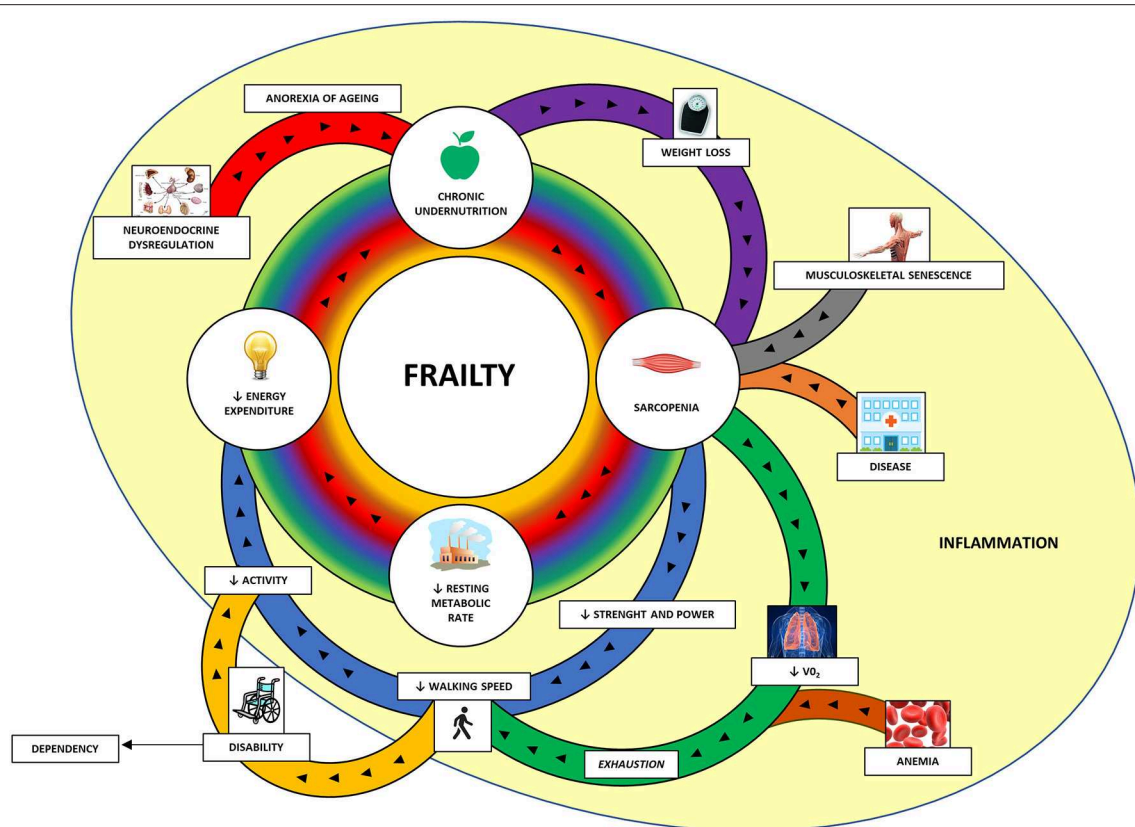 ANOREXIA OF AGEING
WEIGHT LOSS
CHRONIC
UNDERNUTRITION
NEUROENDOCRINE
DYSREGULATION
MUSCULOSKELETAL SENESCENCE
FRAILTY
↓ ENERGY
EXPENDITURE
SARCOPENIA
DISEASE
INFLAMMATION
↓ ACTIVITY
↓ RESTING
METABOLIC
RATE
↓ STRENGHT AND POWER
↓ V0₂
↓ WALKING SPEED
DEPENDENCY
DISABILITY
EXHAUSTION
ANEMIA